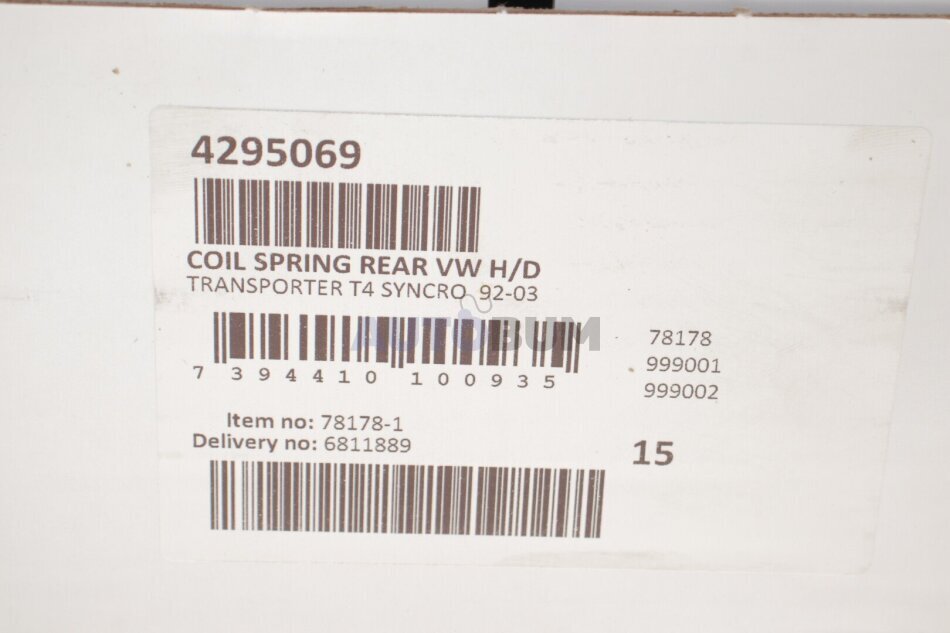 4295069
COIL SPRING REAR VW H/D
TRANSPORTER T4 SYNCRO 92-03
AUTOBUM
7 394410 100935
78178
999001
999002
Item no: 78178-1
Delivery no: 6811889
15